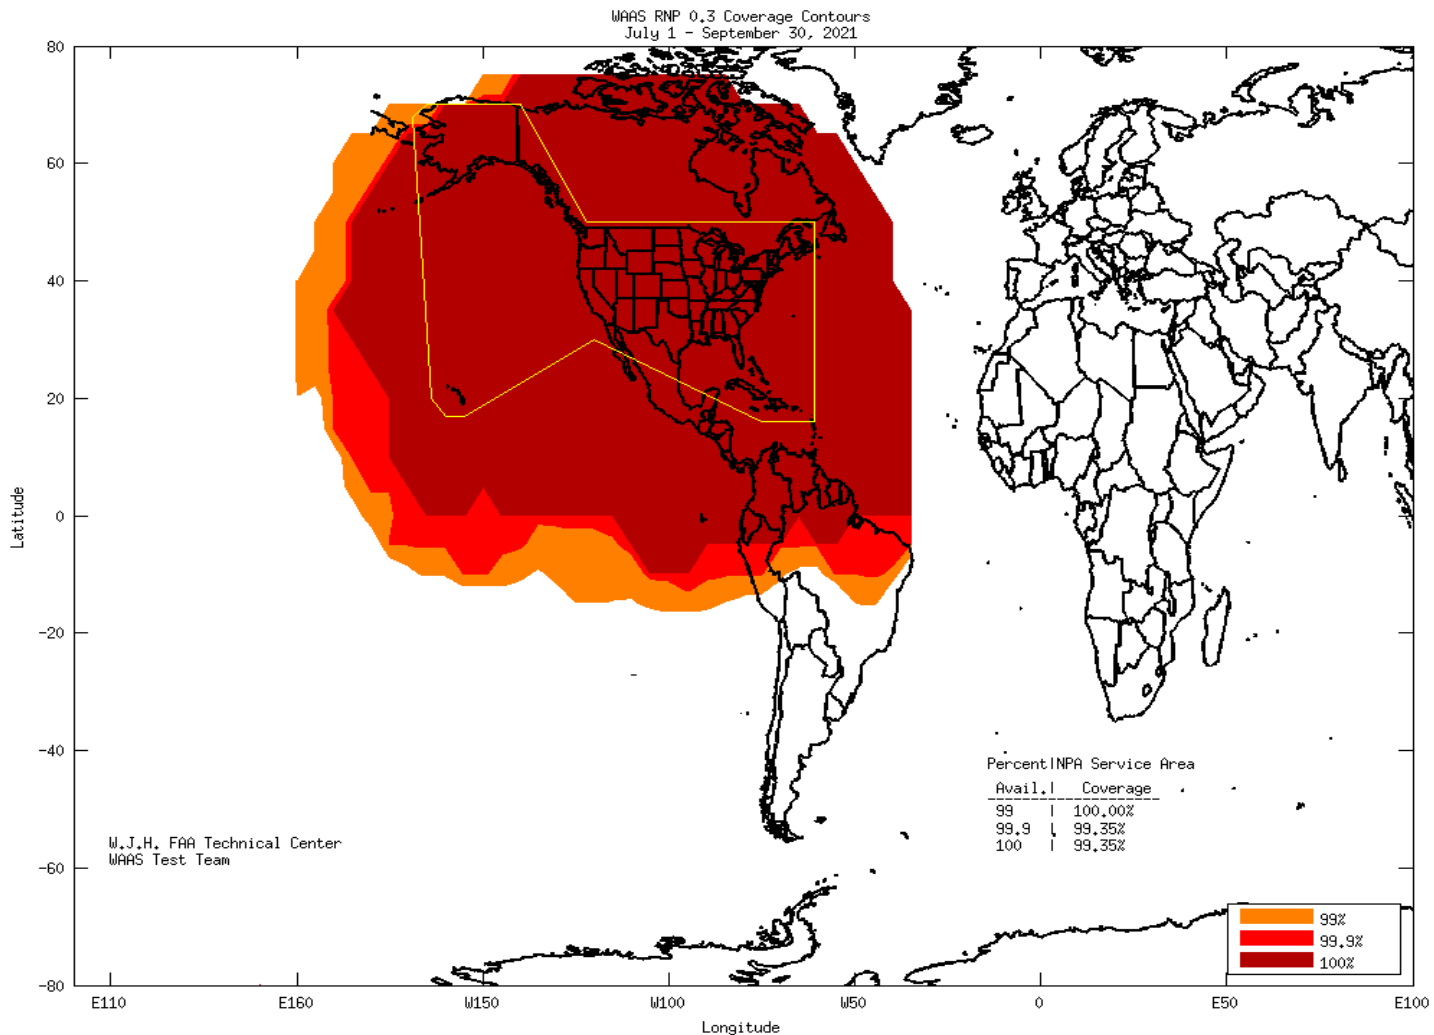 WAAS RNP 0.3 Coverage Contours
July 1 - September 30, 2021
80
60
40
20
0
-20
-40
-60
-80
Latitude
Percent|NPA Service Area
Avail.| Coverage
99 | 100.00%
99.9 | 99.35%
100 | 99.35%
W.J.H. FAA Technical Center
WAAS Test Team
99%
99.9%
100%
E110 E160 W150 W100 W50 0 E50 E100
Longitude